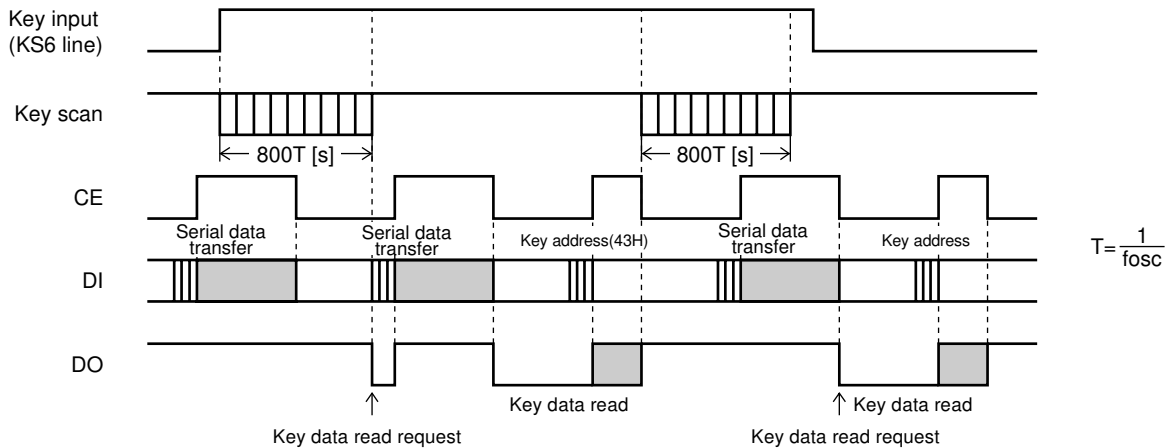 Key input
(KS6 line)
Key scan
800T [s]
800T [s]
CE
Serial data
transfer
Serial data
transfer
Key address(43H)
Serial data
transfer
Key address
T=1/fosc
DI
DO
Key data read
Key data read
Key data read request
Key data read request